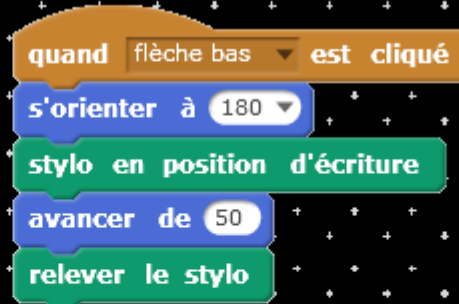 quand flèche bas est cliqué
s'orienter à 180
stylo en position d'écriture
avancer de 50
relever le stylo